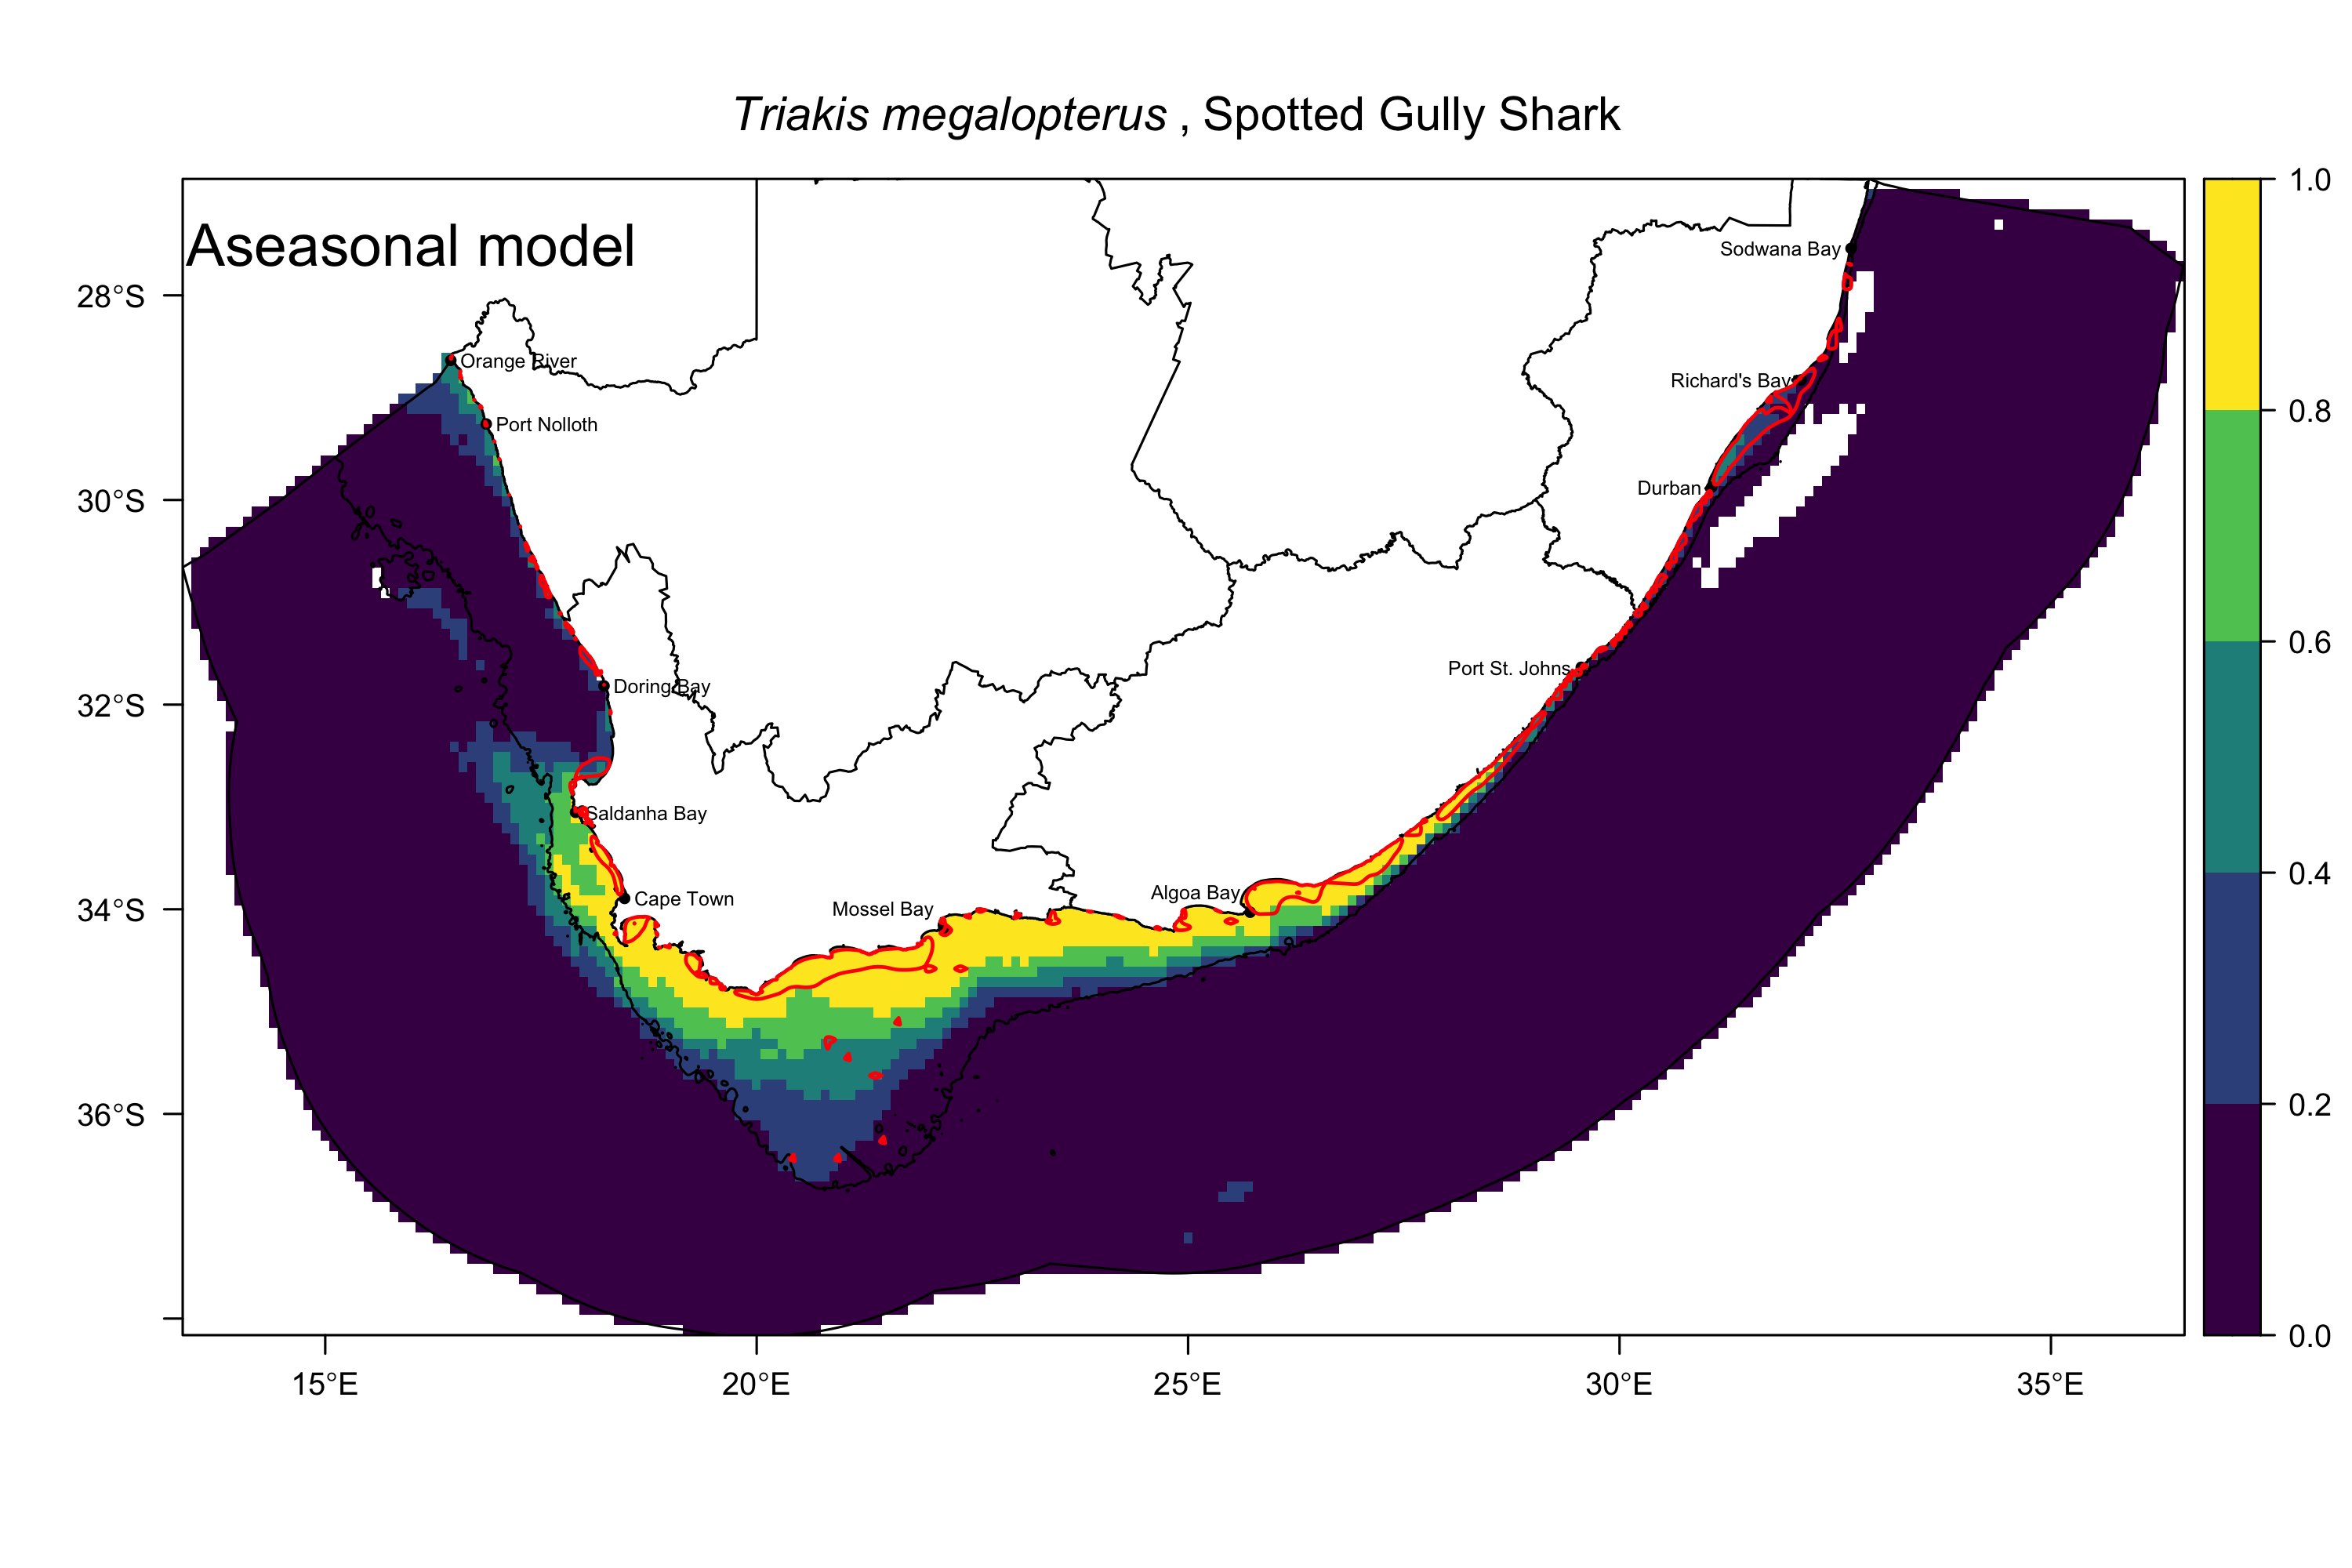 Triakis megalopterus , Spotted Gully Shark
Aseasonal model
1.0
0.8
0.6
0.4
0.2
0.0
28°S
30°S
32°S
34°S
36°S
Sodwana Bay
Orange River
Richard's Bay
Port Nolloth
Durban
Port St. Johns
Doring Bay
Saldanha Bay
Cape Town
Algoa Bay
Mossel Bay
15°E
20°E
25°E
30°E
35°E